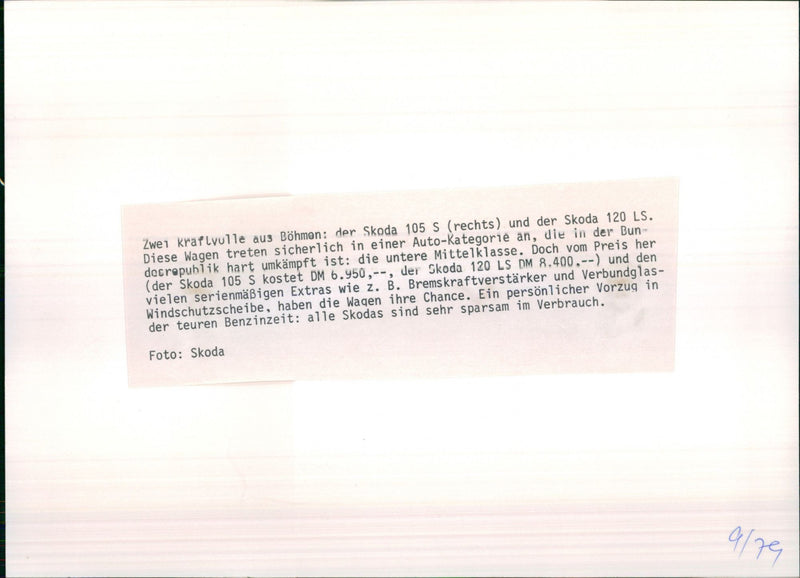 Zwei kraftvolle aus Böhmen: der Skoda 105 S (rechts) und der Skoda 120 LS.
Diese Wagen treten sicherlich in einer Auto-Kategorie an, die in der Bun-
desrepublik hart umkämpft ist: die untere Mittelklasse. Doch vom Preis her
(der Skoda 105 S kostet DM 6.950,--, der Skoda 120 LS DM 8.400,--) und den
vielen serienmäßigen Extras wie z. B. Bremskraftverstärker und Verbundglas-
Windschutzscheibe, haben die Wagen ihre Chance. Ein persönlicher Vorzug in
der teuren Benzinzeit: alle Skodas sind sehr sparsam im Verbrauch.
Foto: Skoda
9/79